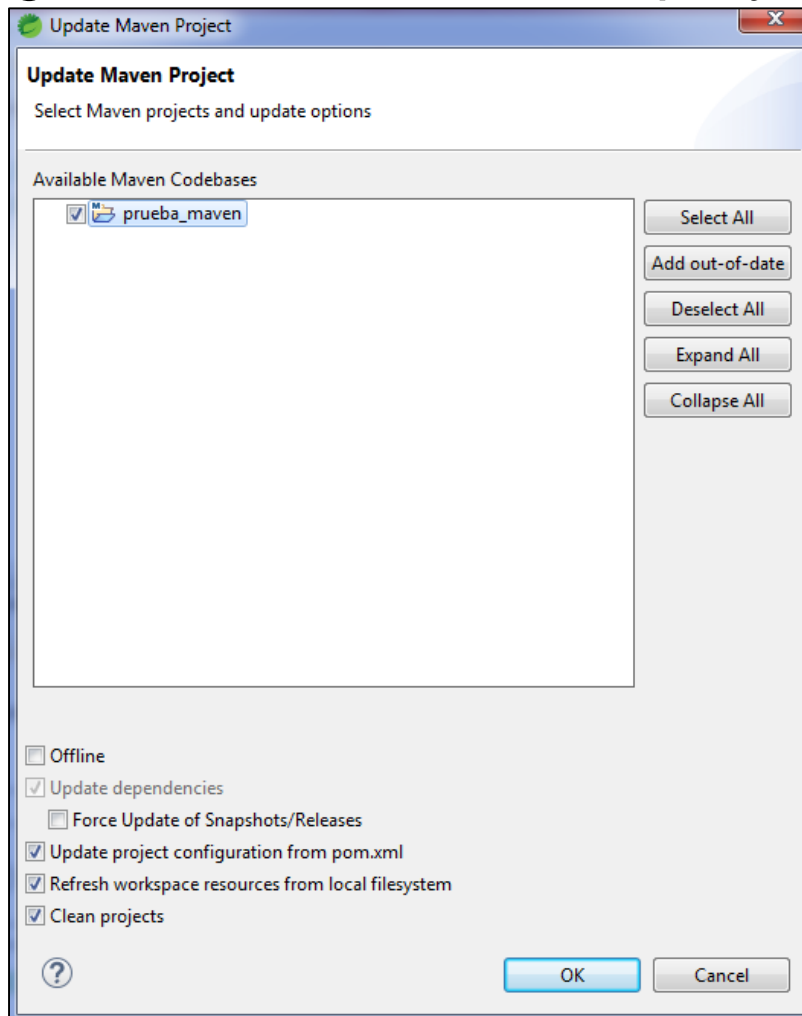 Update Maven Project
Update Maven Project
Select Maven projects and update options
Available Maven Codebases
prueba_maven
Select All
Add out-of-date
Deselect All
Expand All
Collapse All
Offline
Update dependencies
Force Update of Snapshots/Releases
Update project configuration from pom.xml
Refresh workspace resources from local filesystem
Clean projects
OK Cancel